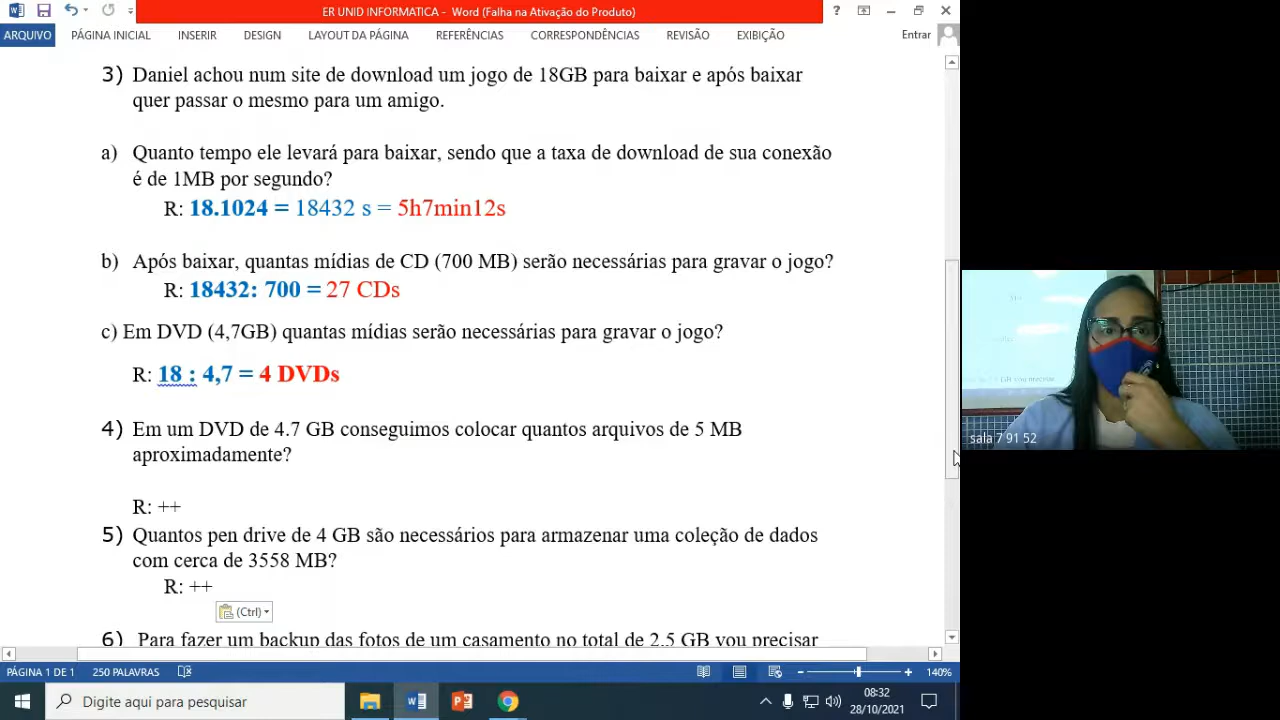 ER UNID INFORMATICA - Word (Falha na Ativação do Produto)
?
ARQUIVO PÁGINA INICIAL INSERIR DESIGN LAYOUT DA PÁGINA REFERÊNCIAS CORRESPONDÊNCIAS REVISÃO EXIBIÇÃO Entrar
3) Daniel achou num site de download um jogo de 18GB para baixar e após baixar
quer passar o mesmo para um amigo.
a) Quanto tempo ele levará para baixar, sendo que a taxa de download de sua conexão
é de 1MB por segundo?
R: 18.1024 = 18432 s = 5h7min12s
b) Após baixar, quantas mídias de CD (700 MB) serão necessárias para gravar o jogo?
R: 18432: 700 = 27 CDs
c) Em DVD (4,7GB) quantas mídias serão necessárias para gravar o jogo?
R: 18 : 4,7 = 4 DVDs
4) Em um DVD de 4.7 GB conseguimos colocar quantos arquivos de 5 MB
aproximadamente?
R: ++
5) Quantos pen drive de 4 GB são necessários para armazenar uma coleção de dados
com cerca de 3558 MB?
R: ++
(Ctrl)
6) Para fazer um backup das fotos de um casamento no total de 2.5 GB vou precisar
sala 7 91 52
PÁGINA 1 DE 1 250 PALAVRAS 140%
Digite aqui para pesquisar
08:32
28/10/2021